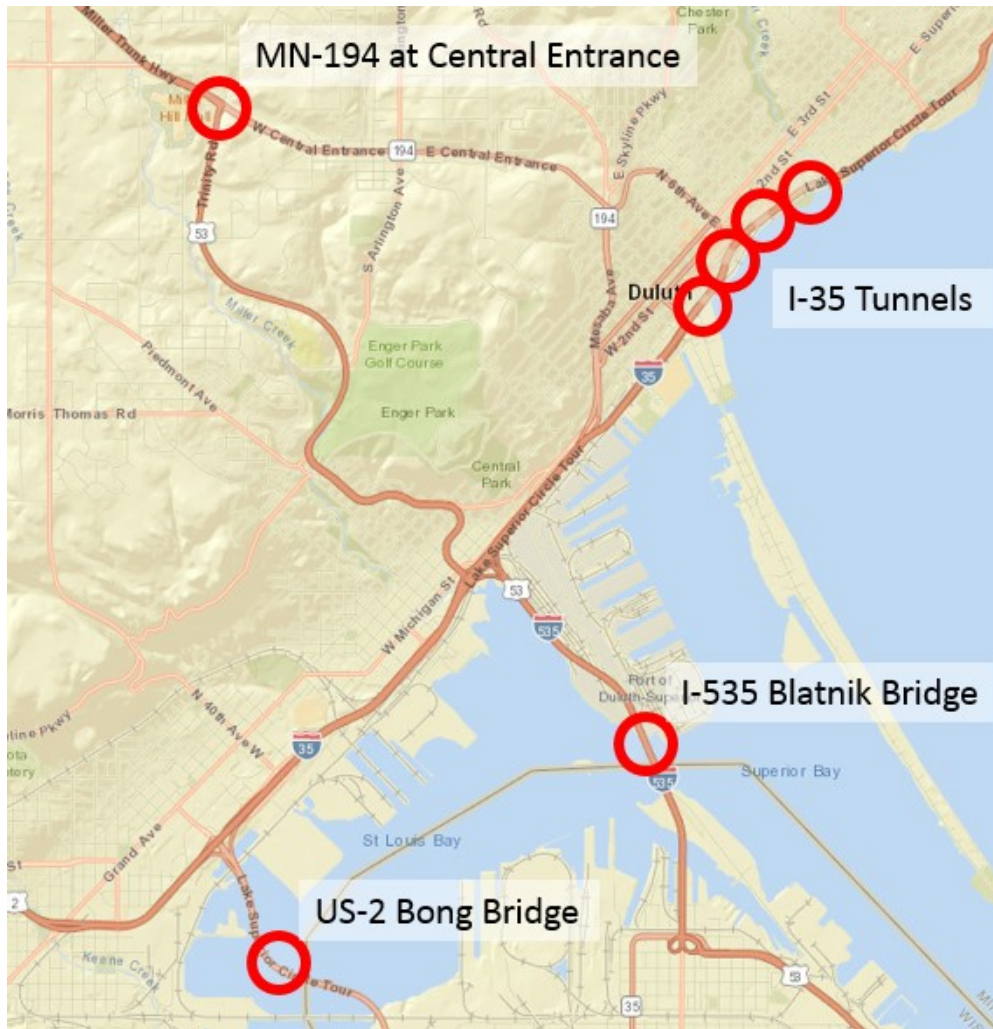 Chester
Park
Creek
Miller Trunk Hwy
MN-194 at Central Entrance
E Superior
E 3rd St
Hill Mall
W Central Entrance
194
E Central Entrance
E Skyline Pkwy
2nd St
Lake Superior Circle Tour
N 6th Ave E
Trinity Rd
53
S Arlington Ave
194
Miller Creek
Duluth
I-35 Tunnels
Mesaba Ave
W 2nd St
Enger Park
Golf Course
35
Piedmont Ave
Morris Thomas Rd
Enger Park
Central
Park
Lake Superior Circle Tour
W Michigan St
53
535
Port of
I-535 Blatnik Bridge
N 40th Ave W
35
535
Superior Bay
Grand Ave
St Louis Bay
St
2
US-2 Bong Bridge
Lake Superior Circle Tour
Keene Creek
53
35